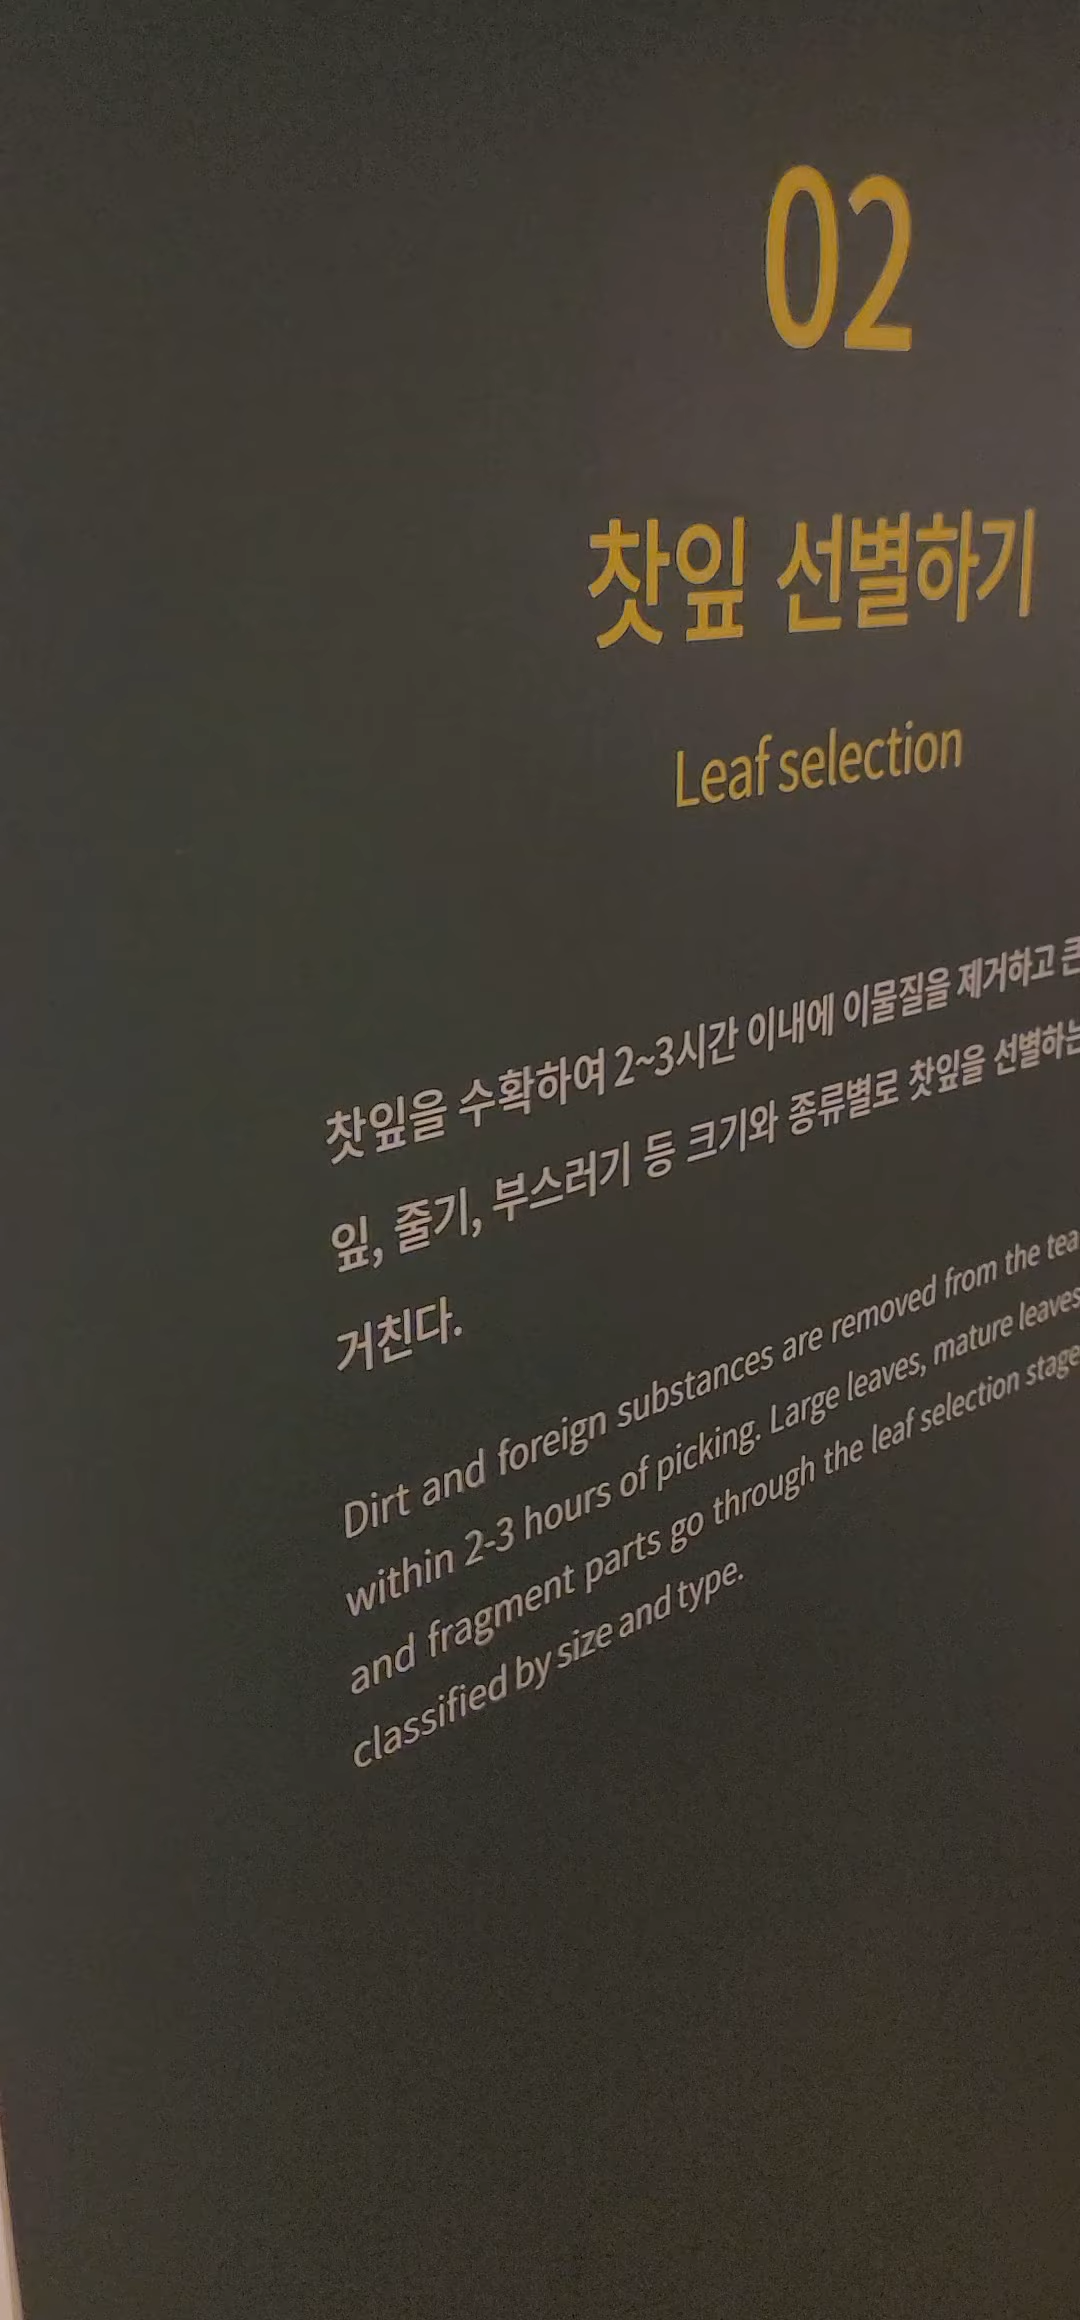 02
찻잎 선별하기
Leaf selection
찻잎을 수확하여 2~3시간 이내에 이물질을 제거하고 큰
잎, 줄기, 부스러기 등 크기와 종류별로 찻잎을 선별하는
거친다.
Dirt and foreign substances are removed from the tea
within 2-3 hours of picking. Large leaves, mature leaves
and fragment parts go through the leaf selection stage
classified by size and type.